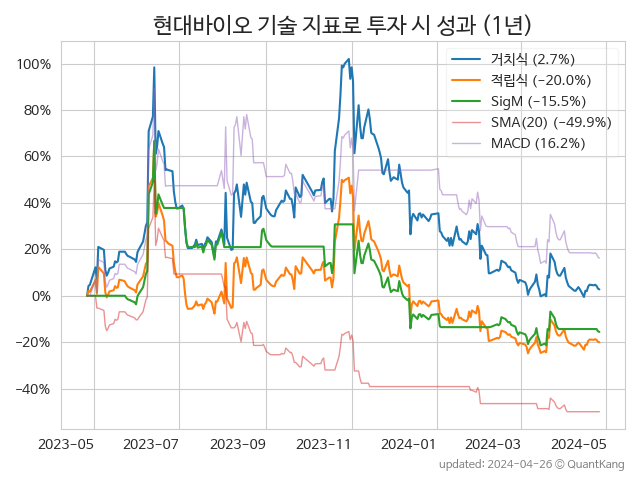 현대바이오 기술 지표로 투자 시 성과 (1년)
거치식 (2.7%)
적립식 (−20.0%)
SigM (−15.5%)
SMA(20) (−49.9%)
MACD (16.2%)
100%
80%
60%
40%
20%
0%
−20%
−40%
2023-05 2023-07 2023-09 2023-11 2024-01 2024-03 2024-05
updated: 2024-04-26 ⓒ QuantKang